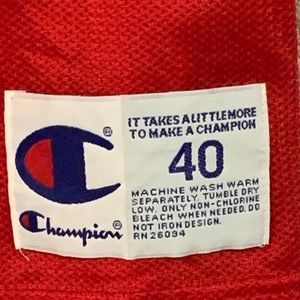 IT TAKES A LITTLE MORE
TO MAKE A CHAMPION
40
MACHINE WASH WARM
SEPARATELY. TUMBLE DRY
LOW. ONLY NON-CHLORINE
BLEACH WHEN NEEDED. DO
NOT IRON DESIGN.
RN 26094
Champion®